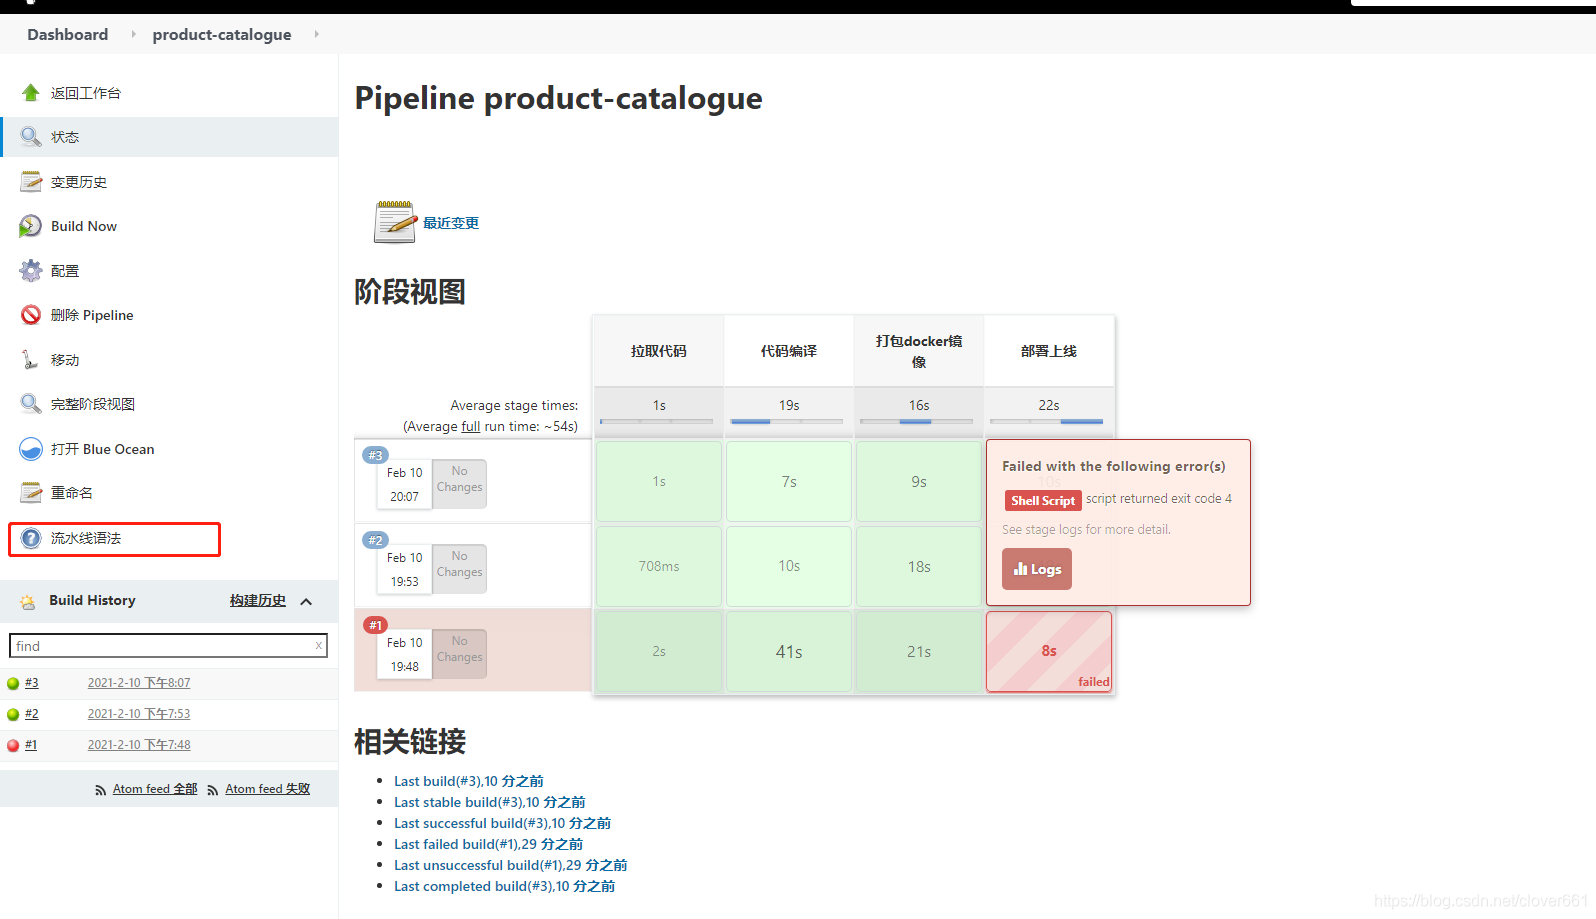 Dashboard
product-catalogue
返回工作台
状态
变更历史
Build Now
配置
删除 Pipeline
移动
完整阶段视图
打开 Blue Ocean
重命名
流水线语法
Build History
构建历史
find
x
#3
2021-2-10 下午8:07
#2
2021-2-10 下午7:53
#1
2021-2-10 下午7:48
Atom feed 全部
Atom feed 失败
Pipeline product-catalogue
最近变更
阶段视图
拉取代码
代码编译
打包docker镜
像
部署上线
Average stage times:
(Average full run time: ~54s)
1s
19s
16s
22s
#3
Feb 10
20:07
No
Changes
1s
7s
9s
10s
Failed with the following error(s)
Shell Script script returned exit code 4
See stage logs for more detail.
Logs
#2
Feb 10
19:53
No
Changes
708ms
10s
18s
#1
Feb 10
19:48
No
Changes
2s
41s
21s
8s
failed
相关链接
Last build(#3),10 分之前
Last stable build(#3),10 分之前
Last successful build(#3),10 分之前
Last failed build(#1),29 分之前
Last unsuccessful build(#1),29 分之前
Last completed build(#3),10 分之前
https://blog.csdn.net/clover661